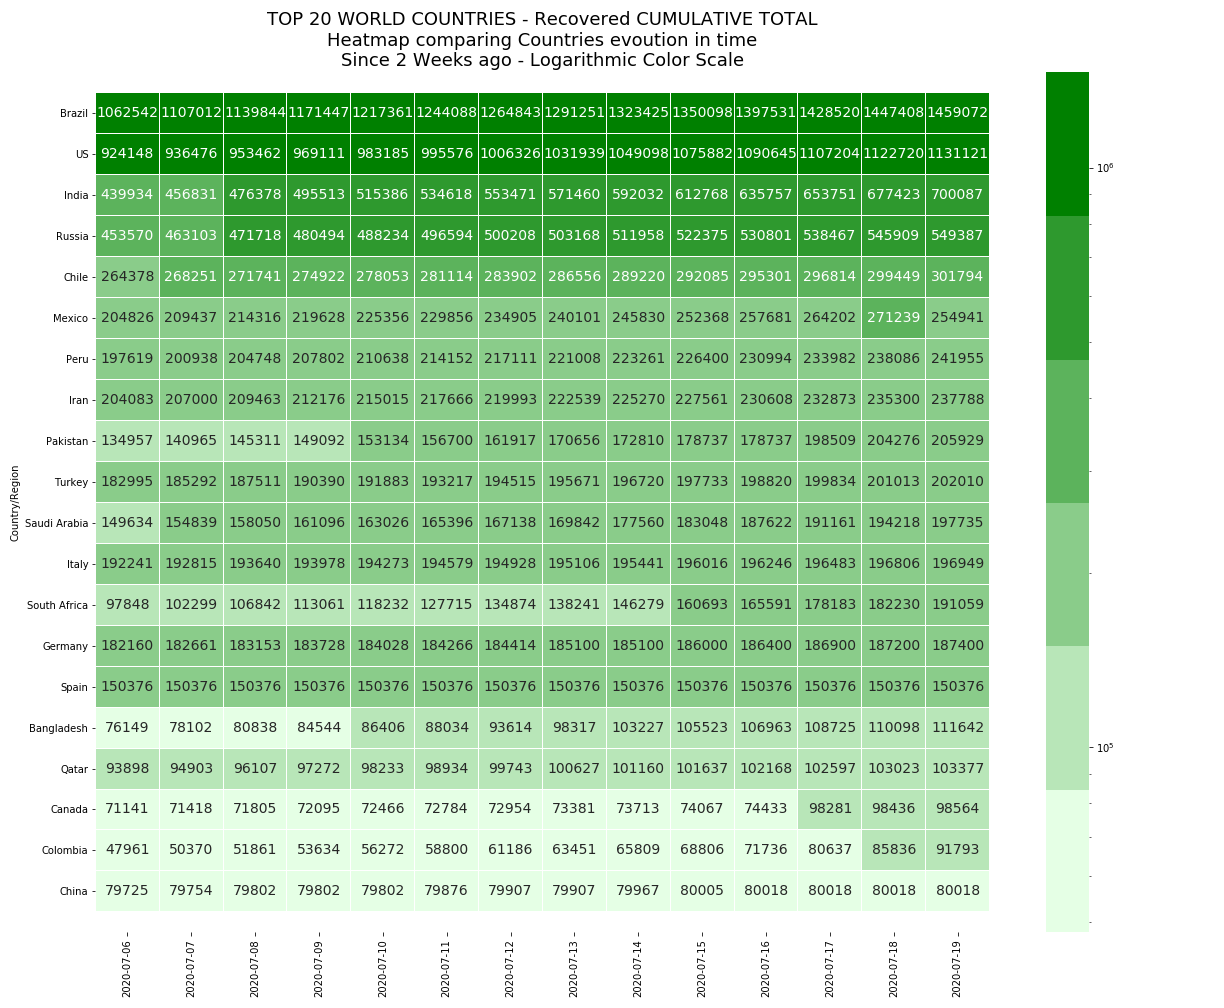 TOP 20 WORLD COUNTRIES - Recovered CUMULATIVE TOTAL
Heatmap comparing Countries evoution in time
Since 2 Weeks ago - Logarithmic Color Scale
Country/Region
Brazil 1062542 1107012 1139844 1171447 1217361 1244088 1264843 1291251 1323425 1350098 1397531 1428520 1447408 1459072
US 924148 936476 953462 969111 983185 995576 1006326 1031939 1049098 1075882 1090645 1107204 1122720 1131121
India 439934 456831 476378 495513 515386 534618 553471 571460 592032 612768 635757 653751 677423 700087
Russia 453570 463103 471718 480494 488234 496594 500208 503168 511958 522375 530801 538467 545909 549387
Chile 264378 268251 271741 274922 278053 281114 283902 286556 289220 292085 295301 296814 299449 301794
Mexico 204826 209437 214316 219628 225356 229856 234905 240101 245830 252368 257681 264202 271239 254941
Peru 197619 200938 204748 207802 210638 214152 217111 221008 223261 226400 230994 233982 238086 241955
Iran 204083 207000 209463 212176 215015 217666 219993 222539 225270 227561 230608 232873 235300 237788
Pakistan 134957 140965 145311 149092 153134 156700 161917 170656 172810 178737 178737 198509 204276 205929
Turkey 182995 185292 187511 190390 191883 193217 194515 195671 196720 197733 198820 199834 201013 202010
Saudi Arabia 149634 154839 158050 161096 163026 165396 167138 169842 177560 183048 187622 191161 194218 197735
Italy 192241 192815 193640 193978 194273 194579 194928 195106 195441 196016 196246 196483 196806 196949
South Africa 97848 102299 106842 113061 118232 127715 134874 138241 146279 160693 165591 178183 182230 191059
Germany 182160 182661 183153 183728 184028 184266 184414 185100 185100 186000 186400 186900 187200 187400
Spain 150376 150376 150376 150376 150376 150376 150376 150376 150376 150376 150376 150376 150376 150376
Bangladesh 76149 78102 80838 84544 86406 88034 93614 98317 103227 105523 106963 108725 110098 111642
Qatar 93898 94903 96107 97272 98233 98934 99743 100627 101160 101637 102168 102597 103023 103377
Canada 71141 71418 71805 72095 72466 72784 72954 73381 73713 74067 74433 98281 98436 98564
Colombia 47961 50370 51861 53634 56272 58800 61186 63451 65809 68806 71736 80637 85836 91793
China 79725 79754 79802 79802 79802 79876 79907 79907 79967 80005 80018 80018 80018 80018
2020-07-06 2020-07-07 2020-07-08 2020-07-09 2020-07-10 2020-07-11 2020-07-12 2020-07-13 2020-07-14 2020-07-15 2020-07-16 2020-07-17 2020-07-18 2020-07-19
10⁶
10⁵